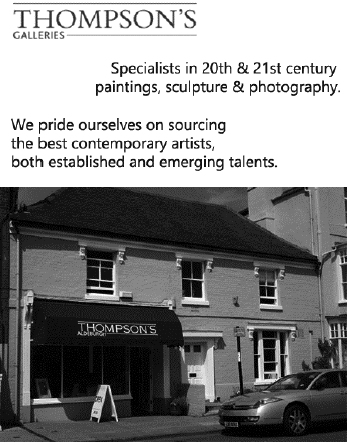 THOMPSON'S
GALLERIES
Specialists in 20th & 21st century
paintings, sculpture & photography.
We pride ourselves on sourcing
the best contemporary artists,
both established and emerging talents.
THOMPSON'S
ALDEBURGH